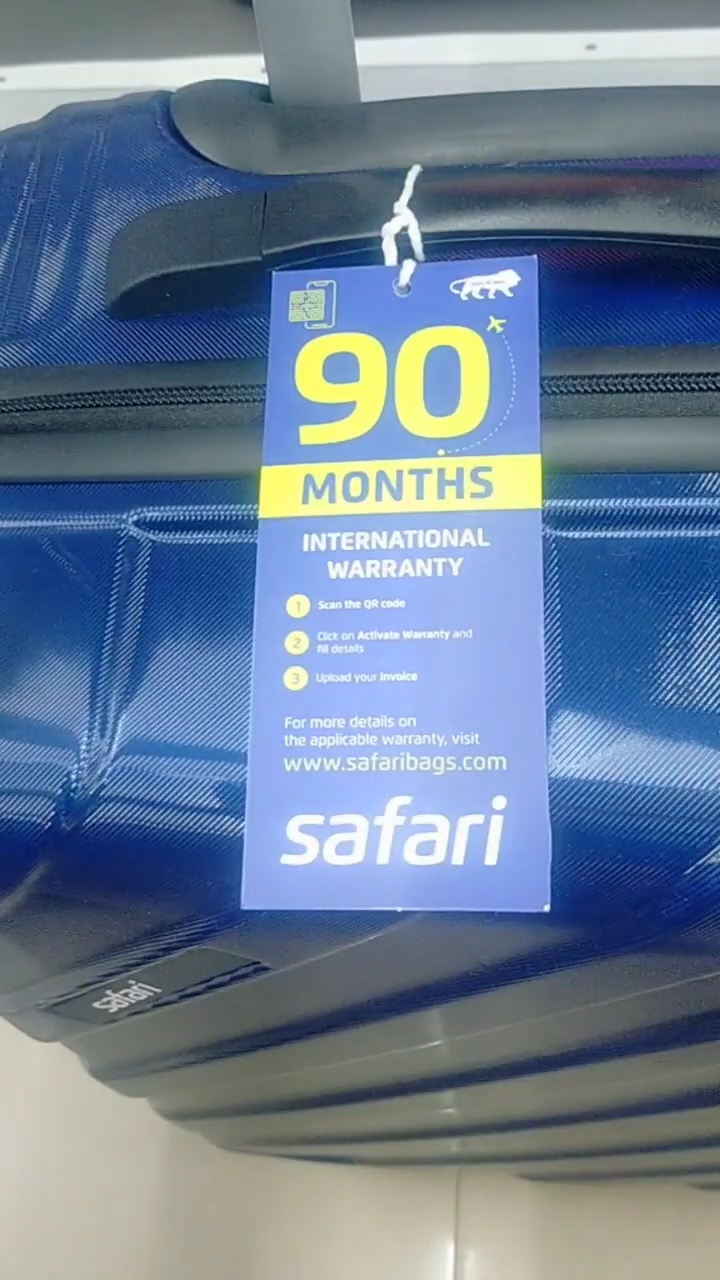 90
MONTHS
INTERNATIONAL
WARRANTY
1 Scan the QR code
2 Click on Activate Warranty and
fill details
3 Upload your Invoice
For more details on
the applicable warranty, visit
www.safaribags.com
safari
safari